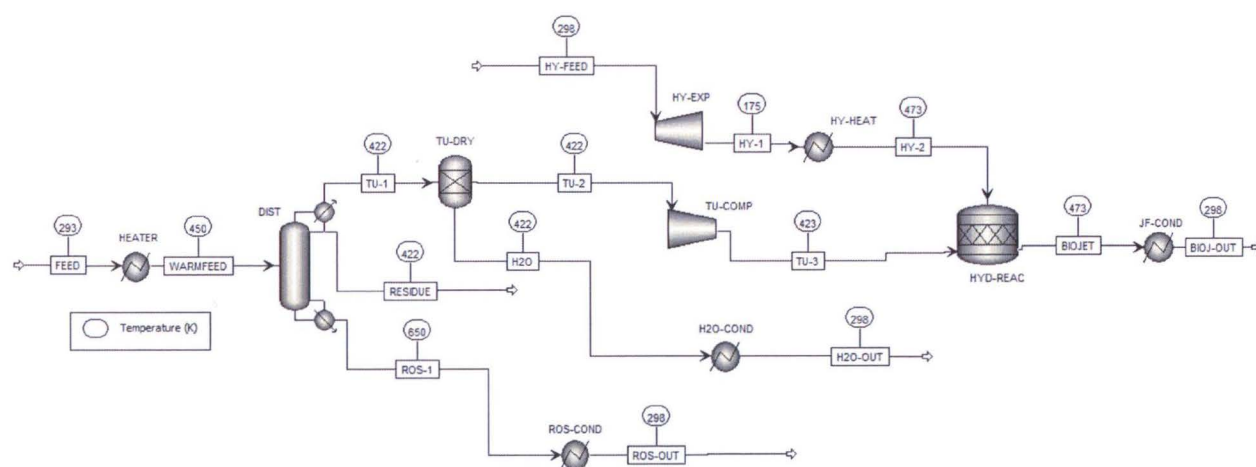 298
HY-FEED
HY-EXP
175
HY-1
HY-HEAT
473
HY-2
422
TU-1
TU-DRY
422
TU-2
TU-COMP
423
TU-3
HYD-REAC
473
BIOJET
JF-COND
298
BIOJ-OUT
293
FEED
HEATER
450
WARMFEED
DIST
422
H2O
422
RESIDUE
Temperature (K)
650
ROS-1
H2O-COND
298
H2O-OUT
ROS-COND
298
ROS-OUT